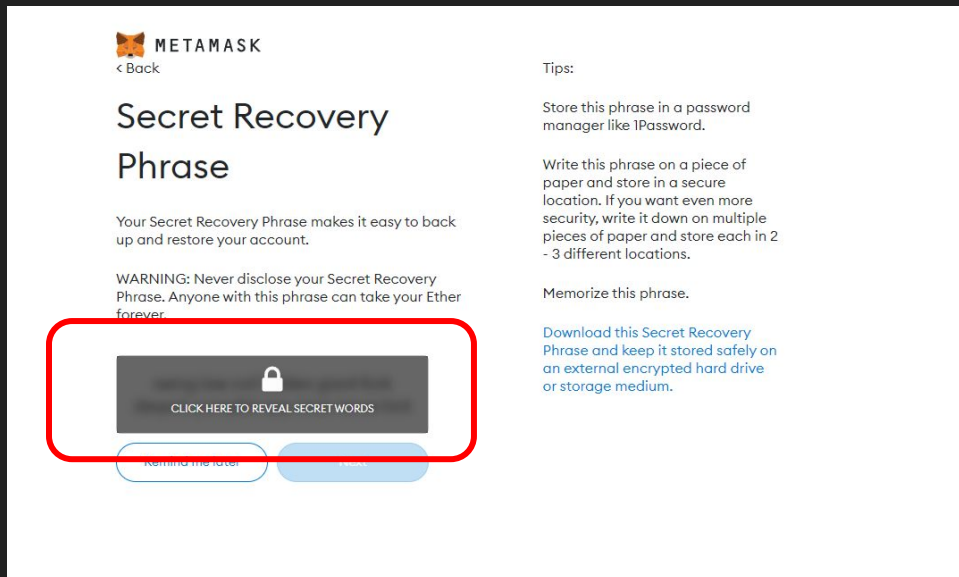 METAMASK
< Back
Secret Recovery
Phrase
Your Secret Recovery Phrase makes it easy to back
up and restore your account.
WARNING: Never disclose your Secret Recovery
Phrase. Anyone with this phrase can take your Ether
forever.
CLICK HERE TO REVEAL SECRET WORDS
Remind me later
Next
Tips:
Store this phrase in a password
manager like 1Password.
Write this phrase on a piece of
paper and store in a secure
location. If you want even more
security, write it down on multiple
pieces of paper and store each in 2
- 3 different locations.
Memorize this phrase.
Download this Secret Recovery
Phrase and keep it stored safely on
an external encrypted hard drive
or storage medium.